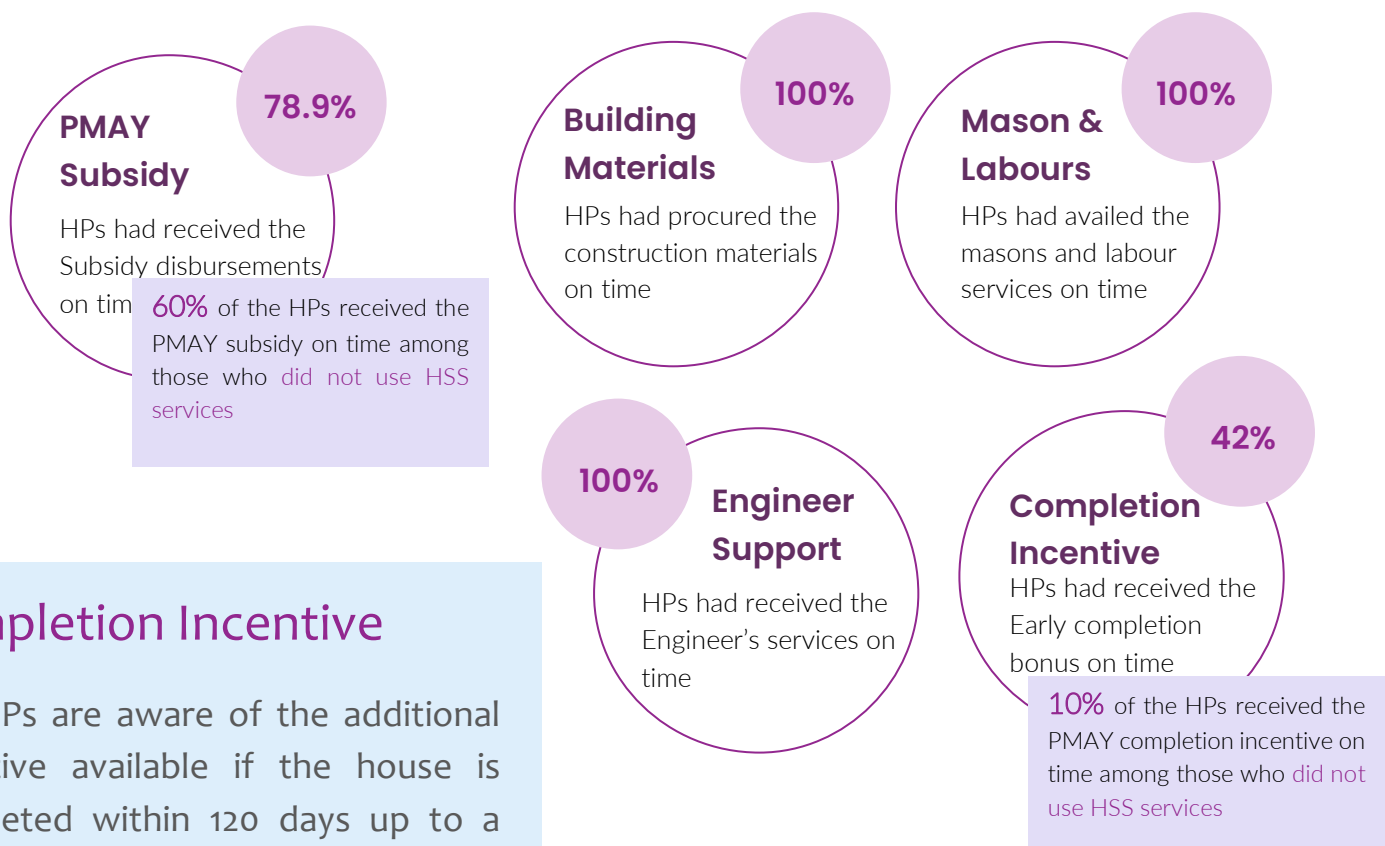 78.9%
PMAY
Subsidy
HPs had received the
Subsidy disbursements
on tim
60% of the HPs received the
PMAY subsidy on time among
those who did not use HSS
services
100%
Building
Materials
HPs had procured the
construction materials
on time
100%
Mason &
Labours
HPs had availed the
masons and labour
services on time
100%
Engineer
Support
HPs had received the
Engineer's services on
time
42%
Completion
Incentive
HPs had received the
Early completion
bonus on time
10% of the HPs received the
PMAY completion incentive on
time among those who did not
use HSS services
pletion Incentive
Ps are aware of the additional
tive available if the house is
eted within 120 days up to a